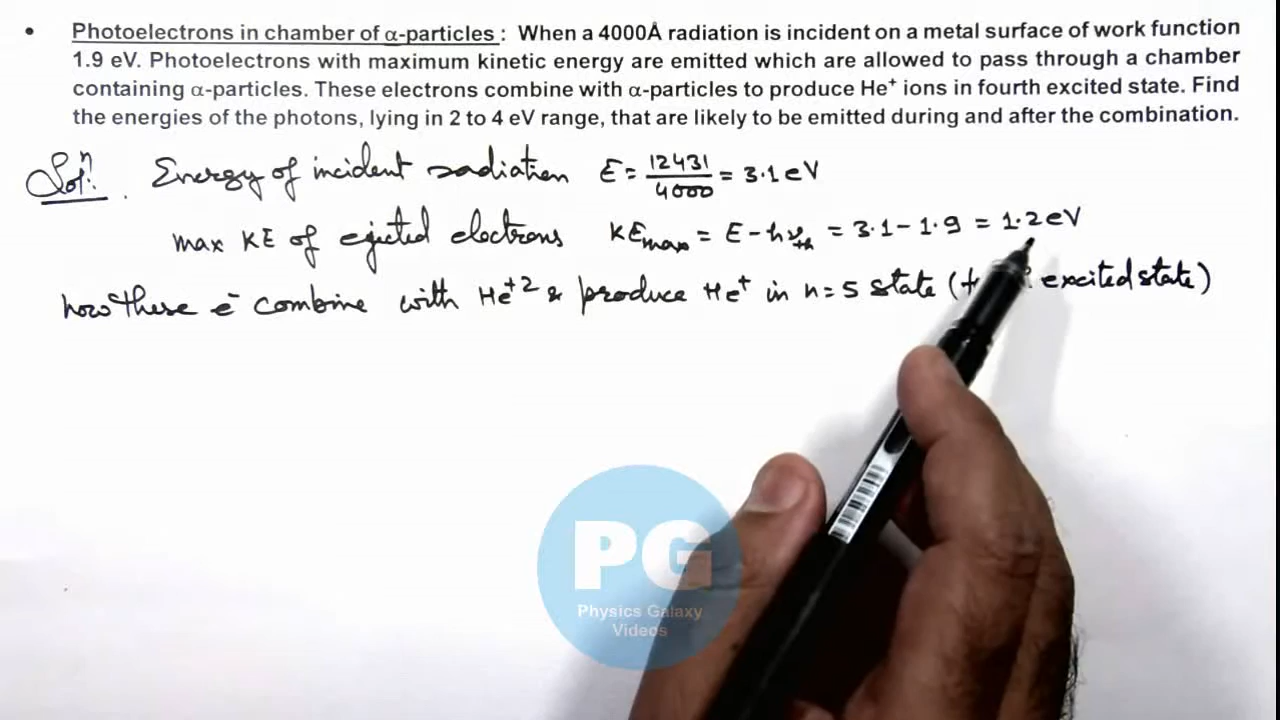 • Photoelectrons in chamber of α-particles : When a 4000Å radiation is incident on a metal surface of work function
1.9 eV. Photoelectrons with maximum kinetic energy are emitted which are allowed to pass through a chamber
containing α-particles. These electrons combine with α-particles to produce He⁺ ions in fourth excited state. Find
the energies of the photons, lying in 2 to 4 eV range, that are likely to be emitted during and after the combination.
Solⁿ. Energy of incident radiation E = 12431/4000 = 3.1 eV
max KE of ejected electrons KEmax = E - hνth = 3.1 - 1.9 = 1.2 eV
now these e⁻ combine with He⁺² & produce He⁺ in n = 5 state ( excited state)
PG
Physics Galaxy
Videos